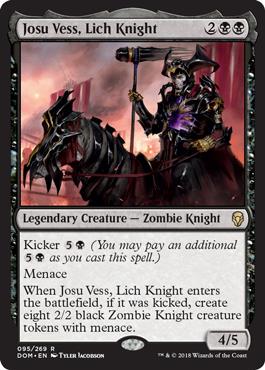 Josu Vess, Lich Knight 2
Legendary Creature — Zombie Knight
Kicker 5 (You may pay an additional
5 as you cast this spell.)
Menace
When Josu Vess, Lich Knight enters
the battlefield, if it was kicked, create
eight 2/2 black Zombie Knight creature
tokens with menace.
4/5
095/269 R
DOM • EN Tyler Jacobson
™ & © 2018 Wizards of the Coast